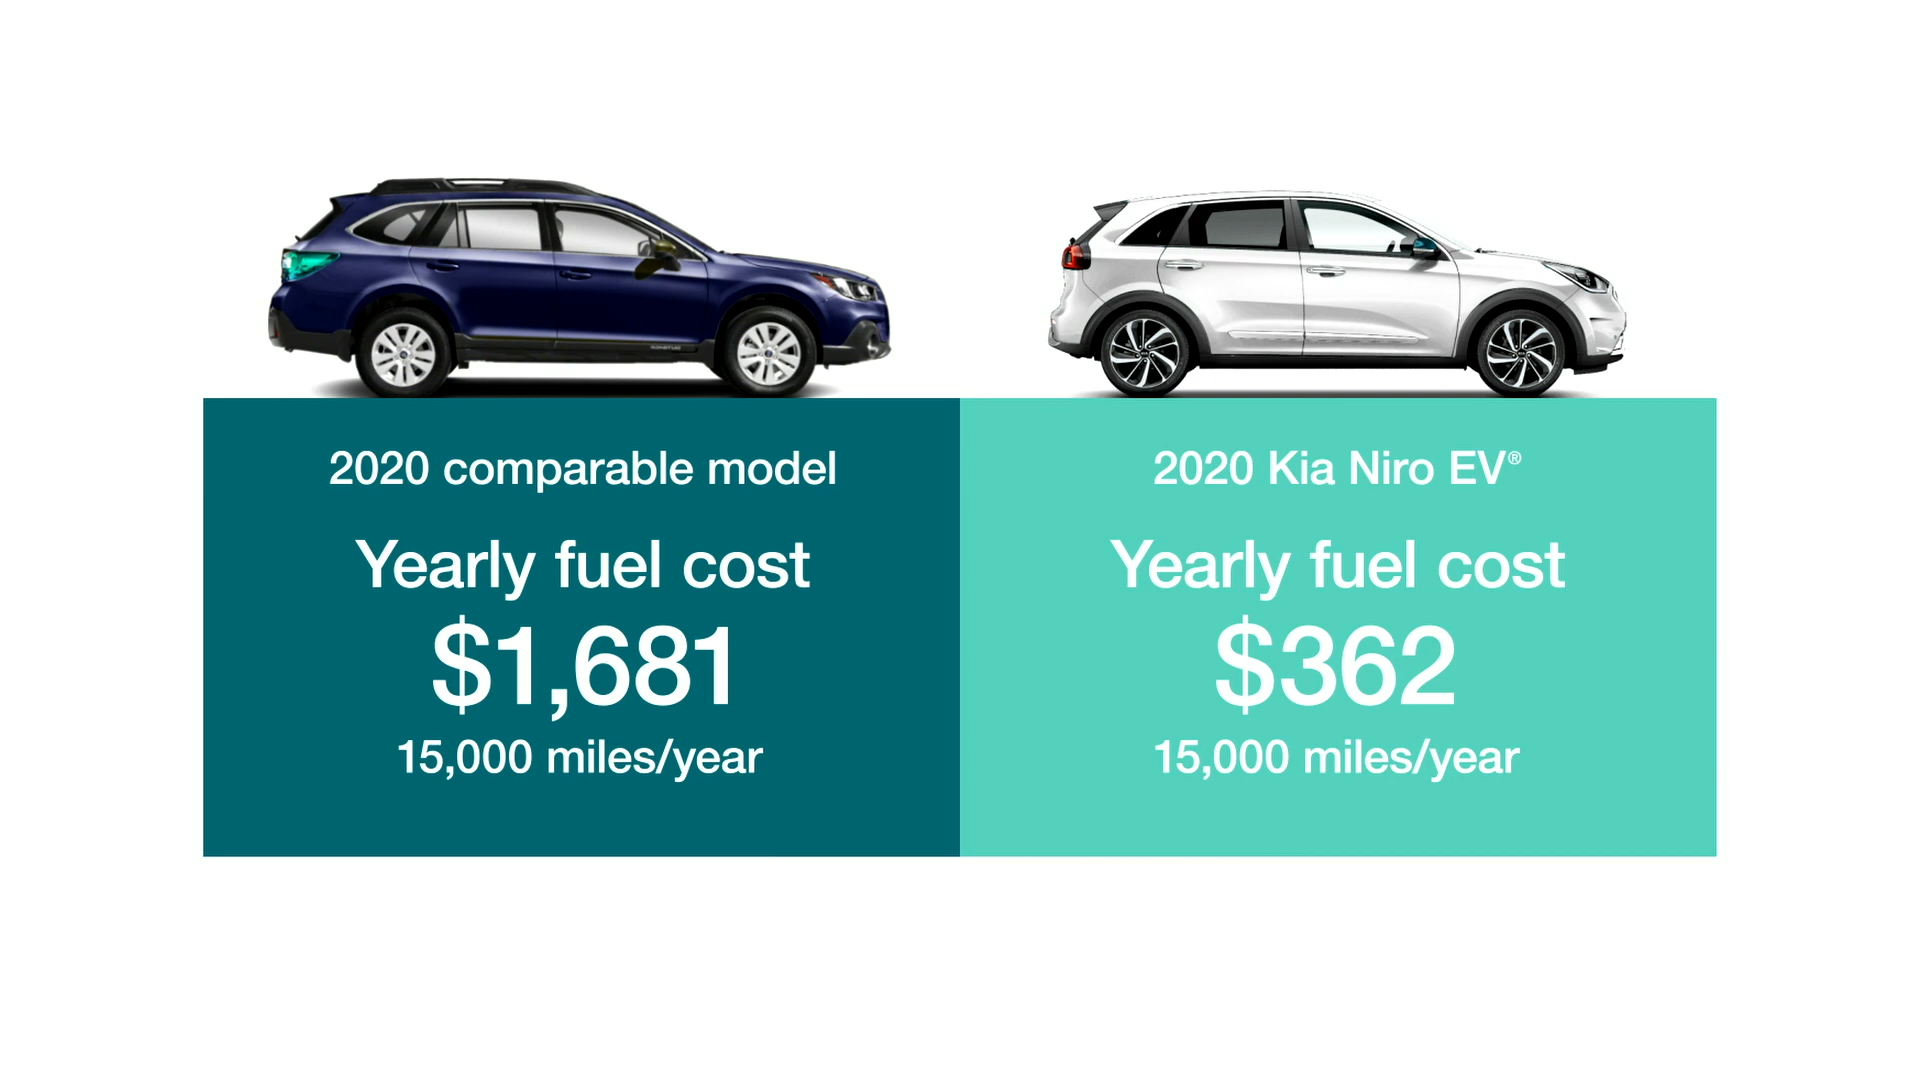 2020 comparable model
Yearly fuel cost
$1,681
15,000 miles/year
2020 Kia Niro EV®
Yearly fuel cost
$362
15,000 miles/year